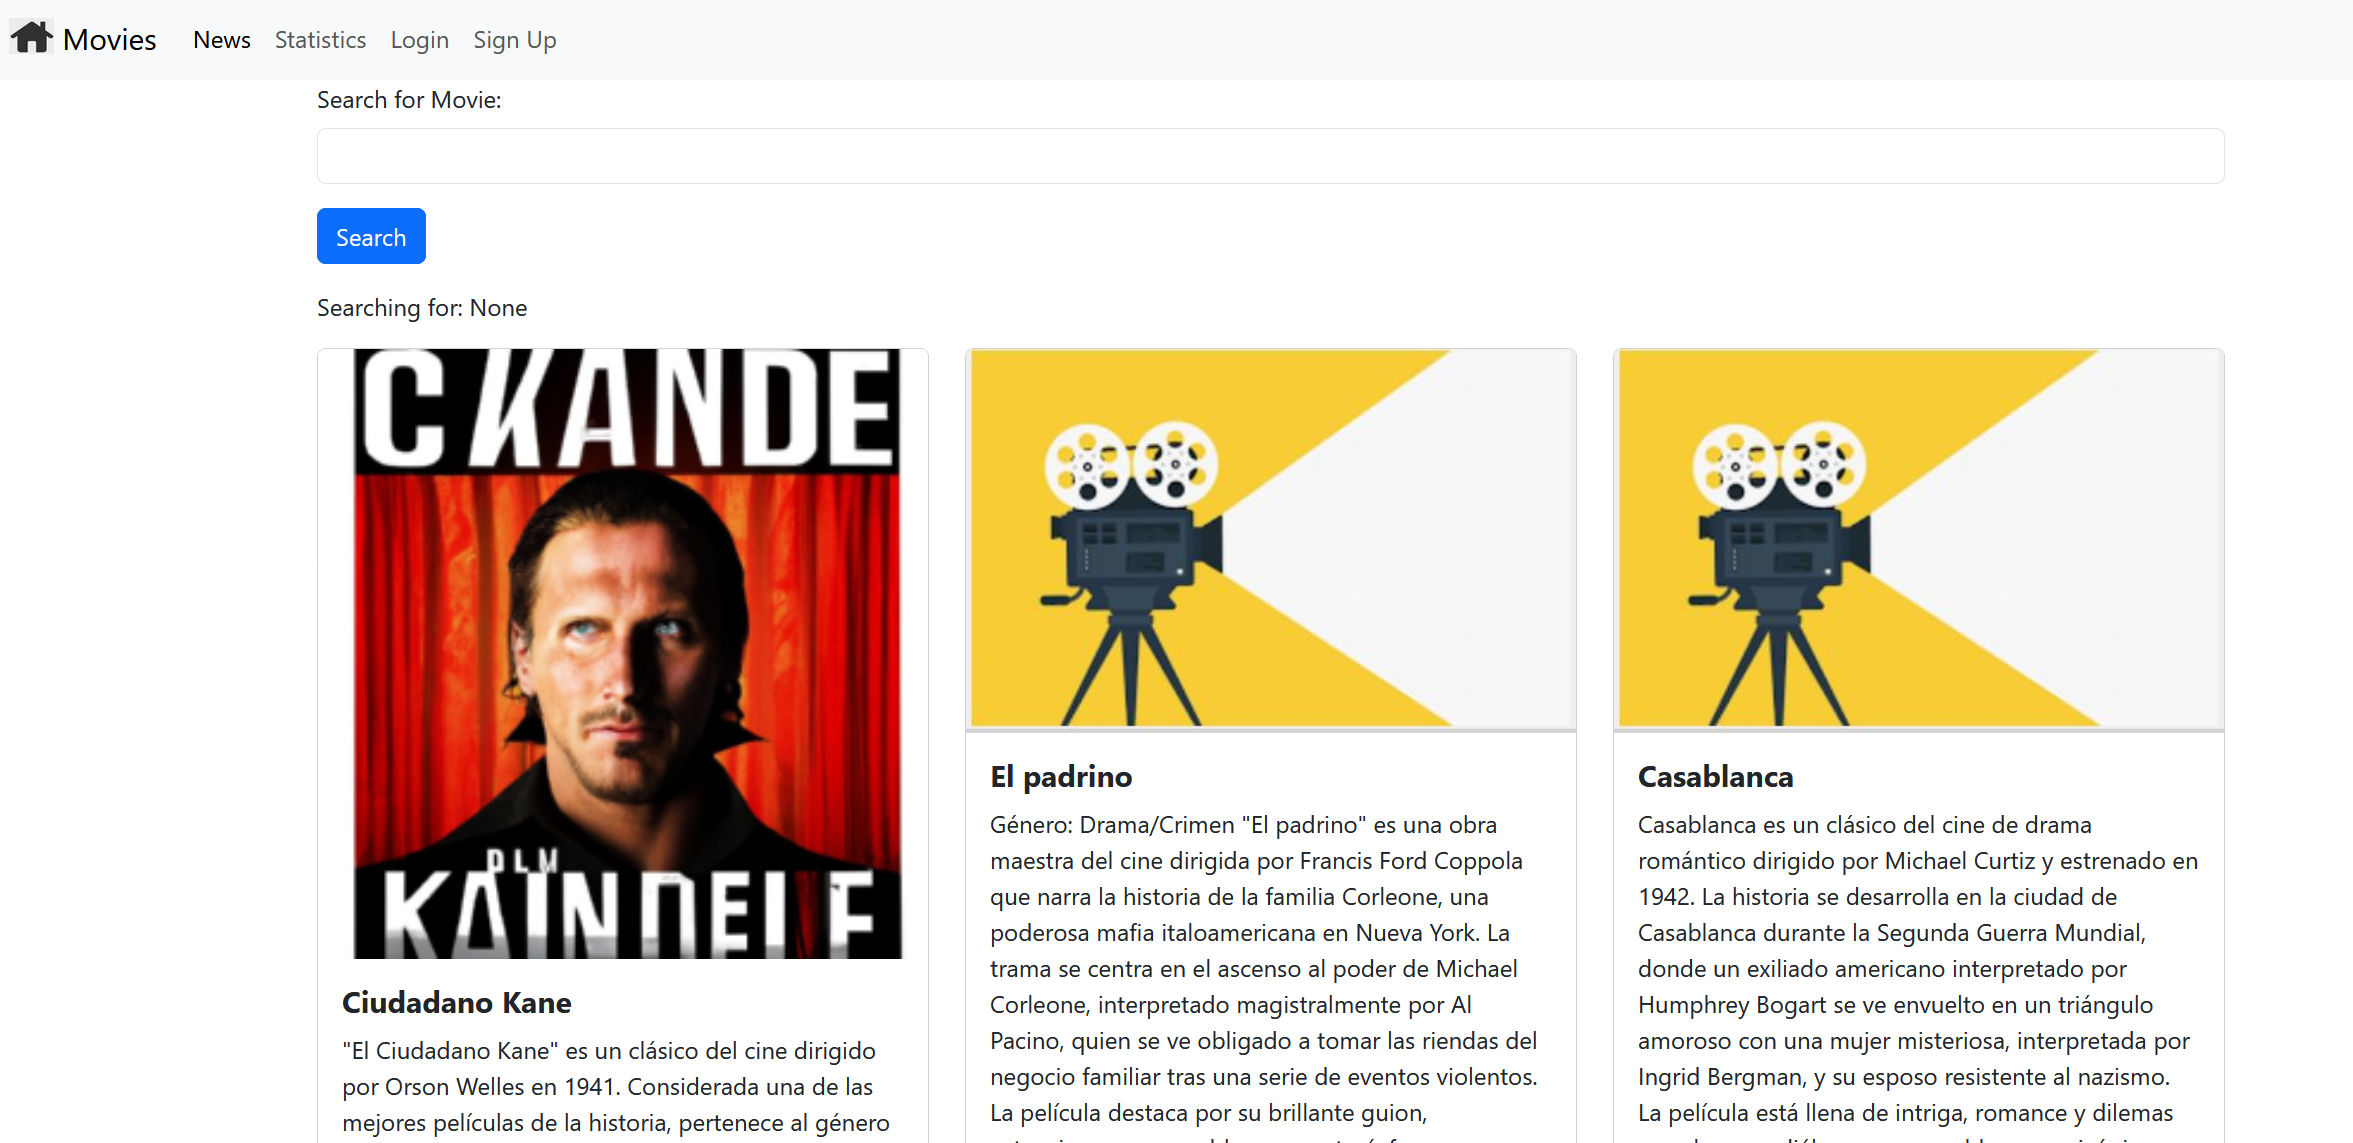 Movies News Statistics Login Sign Up
Search for Movie:
Search
Searching for: None
CKANDE
DLM
Ciudadano Kane
"El Ciudadano Kane" es un clásico del cine dirigido
por Orson Welles en 1941. Considerada una de las
mejores películas de la historia, pertenece al género
El padrino
Género: Drama/Crimen "El padrino" es una obra
maestra del cine dirigida por Francis Ford Coppola
que narra la historia de la familia Corleone, una
poderosa mafia italoamericana en Nueva York. La
trama se centra en el ascenso al poder de Michael
Corleone, interpretado magistralmente por Al
Pacino, quien se ve obligado a tomar las riendas del
negocio familiar tras una serie de eventos violentos.
La película destaca por su brillante guion,
Casablanca
Casablanca es un clásico del cine de drama
romántico dirigido por Michael Curtiz y estrenado en
1942. La historia se desarrolla en la ciudad de
Casablanca durante la Segunda Guerra Mundial,
donde un exiliado americano interpretado por
Humphrey Bogart se ve envuelto en un triángulo
amoroso con una mujer misteriosa, interpretada por
Ingrid Bergman, y su esposo resistente al nazismo.
La película está llena de intriga, romance y dilemas